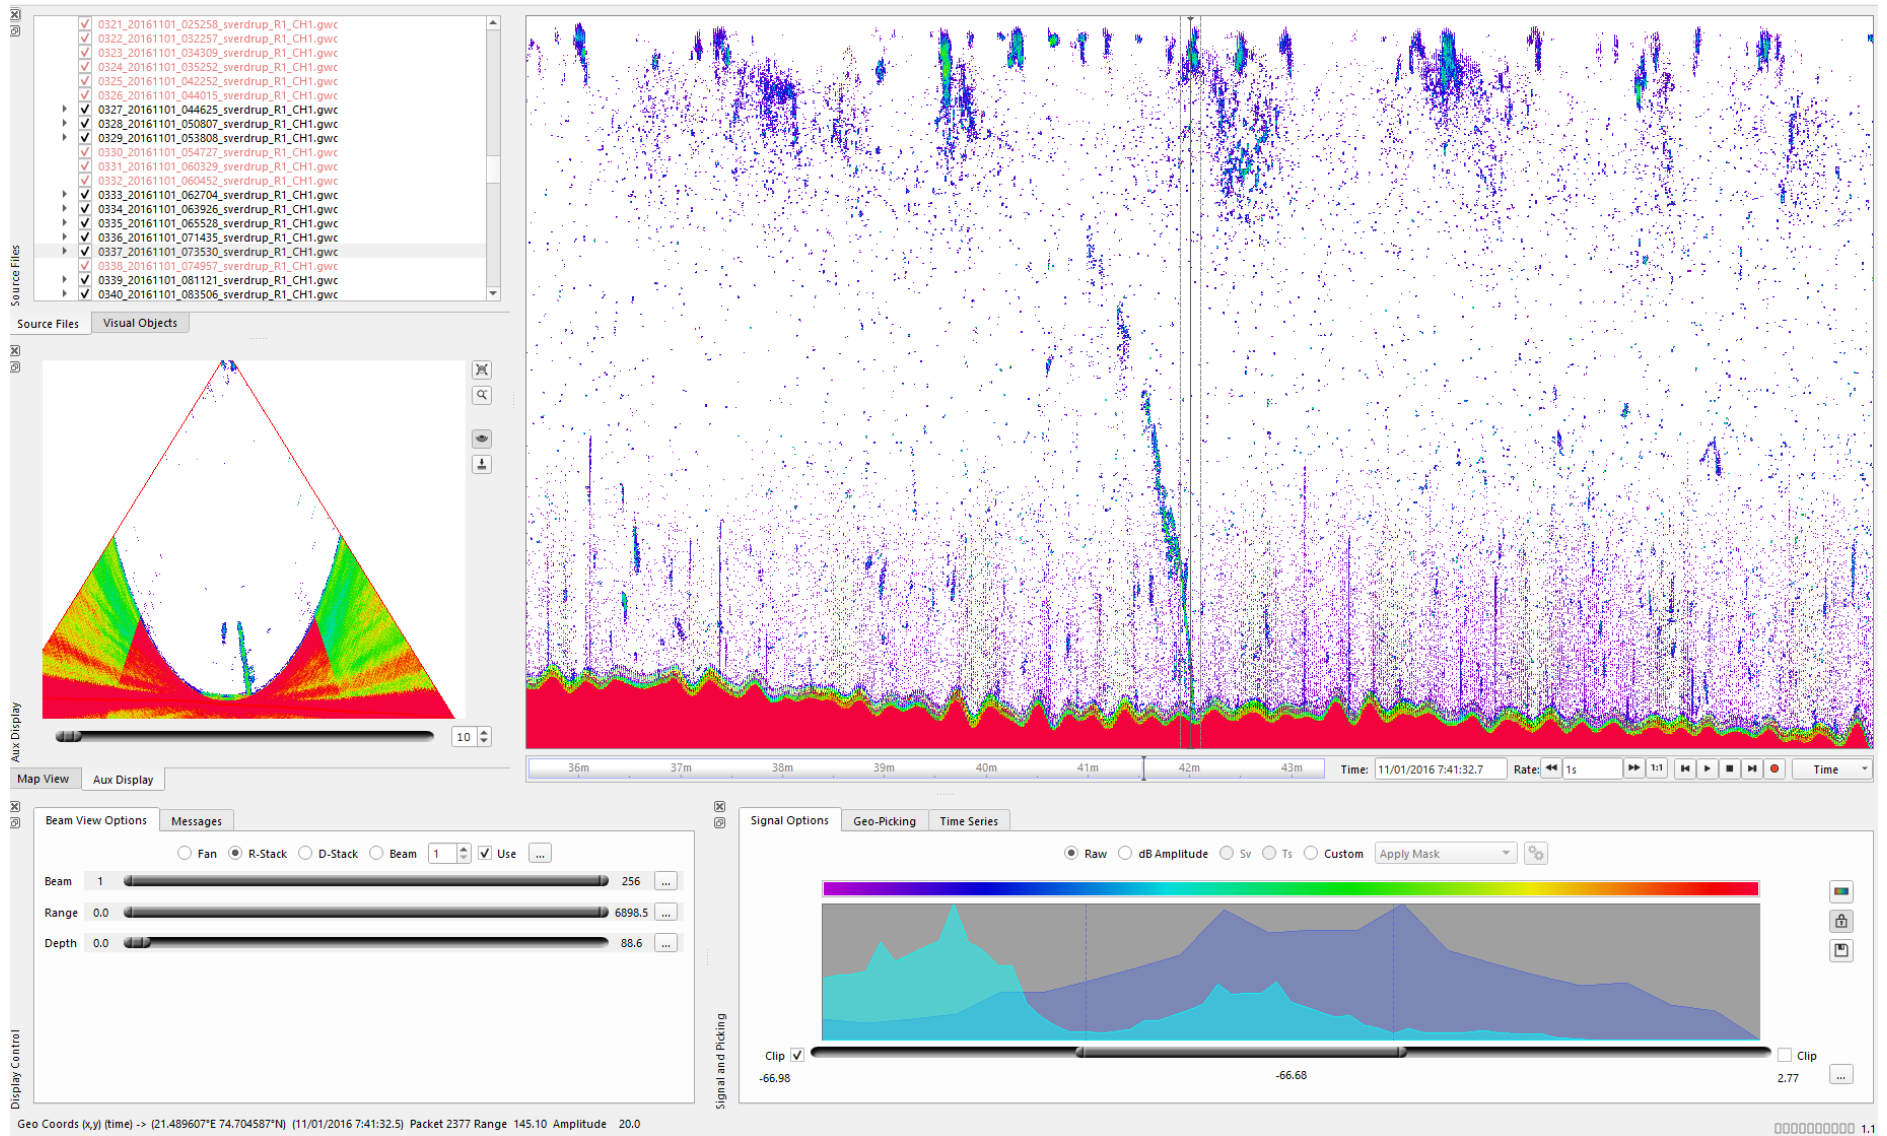 0321_20161101_025258_sverdrup_R1_CH1.gwc
0322_20161101_032257_sverdrup_R1_CH1.gwc
0323_20161101_034309_sverdrup_R1_CH1.gwc
0324_20161101_035252_sverdrup_R1_CH1.gwc
0325_20161101_042252_sverdrup_R1_CH1.gwc
0326_20161101_044015_sverdrup_R1_CH1.gwc
0327_20161101_044625_sverdrup_R1_CH1.gwc
0328_20161101_050807_sverdrup_R1_CH1.gwc
0329_20161101_053808_sverdrup_R1_CH1.gwc
0330_20161101_054727_sverdrup_R1_CH1.gwc
0331_20161101_060329_sverdrup_R1_CH1.gwc
0332_20161101_060452_sverdrup_R1_CH1.gwc
0333_20161101_062704_sverdrup_R1_CH1.gwc
0334_20161101_063926_sverdrup_R1_CH1.gwc
0335_20161101_065528_sverdrup_R1_CH1.gwc
0336_20161101_071435_sverdrup_R1_CH1.gwc
0337_20161101_073530_sverdrup_R1_CH1.gwc
0338_20161101_074957_sverdrup_R1_CH1.gwc
0339_20161101_081121_sverdrup_R1_CH1.gwc
0340_20161101_083506_sverdrup_R1_CH1.gwc
Source Files
Source Files Visual Objects
10
Aux Display
Map View Aux Display
36m 37m 38m 39m 40m 41m 42m 43m
Time: 11/01/2016 7:41:32.7 Rate: 1s 1:1 Time
Beam View Options Messages
Fan R-Stack D-Stack Beam 1 Use ...
Beam 1 256 ...
Range 0.0 6898.5 ...
Depth 0.0 88.6 ...
Display Control
Signal Options Geo-Picking Time Series
Raw dB Amplitude Sv Ts Custom Apply Mask
Clip Clip
-66.98 -66.68 2.77 ...
Signal and Picking
Geo Coords (x,y) (time) -> (21.489607°E 74.704587°N) (11/01/2016 7:41:32.5) Packet 2377 Range 145.10 Amplitude 20.0
1.1